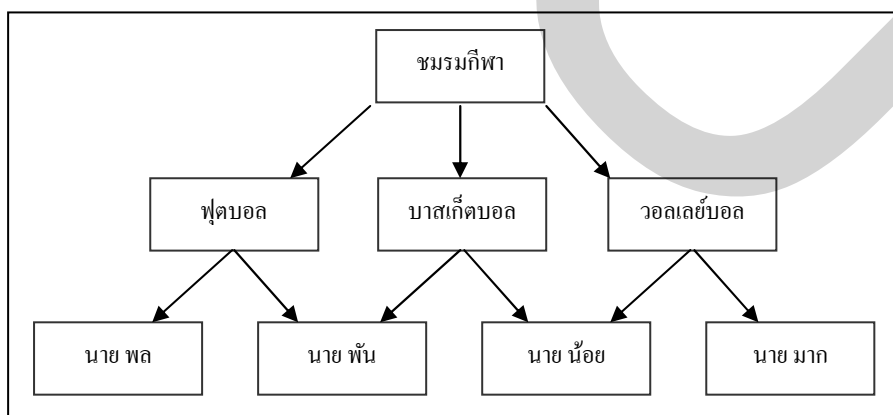 ชมรมกีฬา
ฟุตบอล
บาสเก็ตบอล
วอลเลย์บอล
นาย พล
นาย พัน
นาย น้อย
นาย มาก